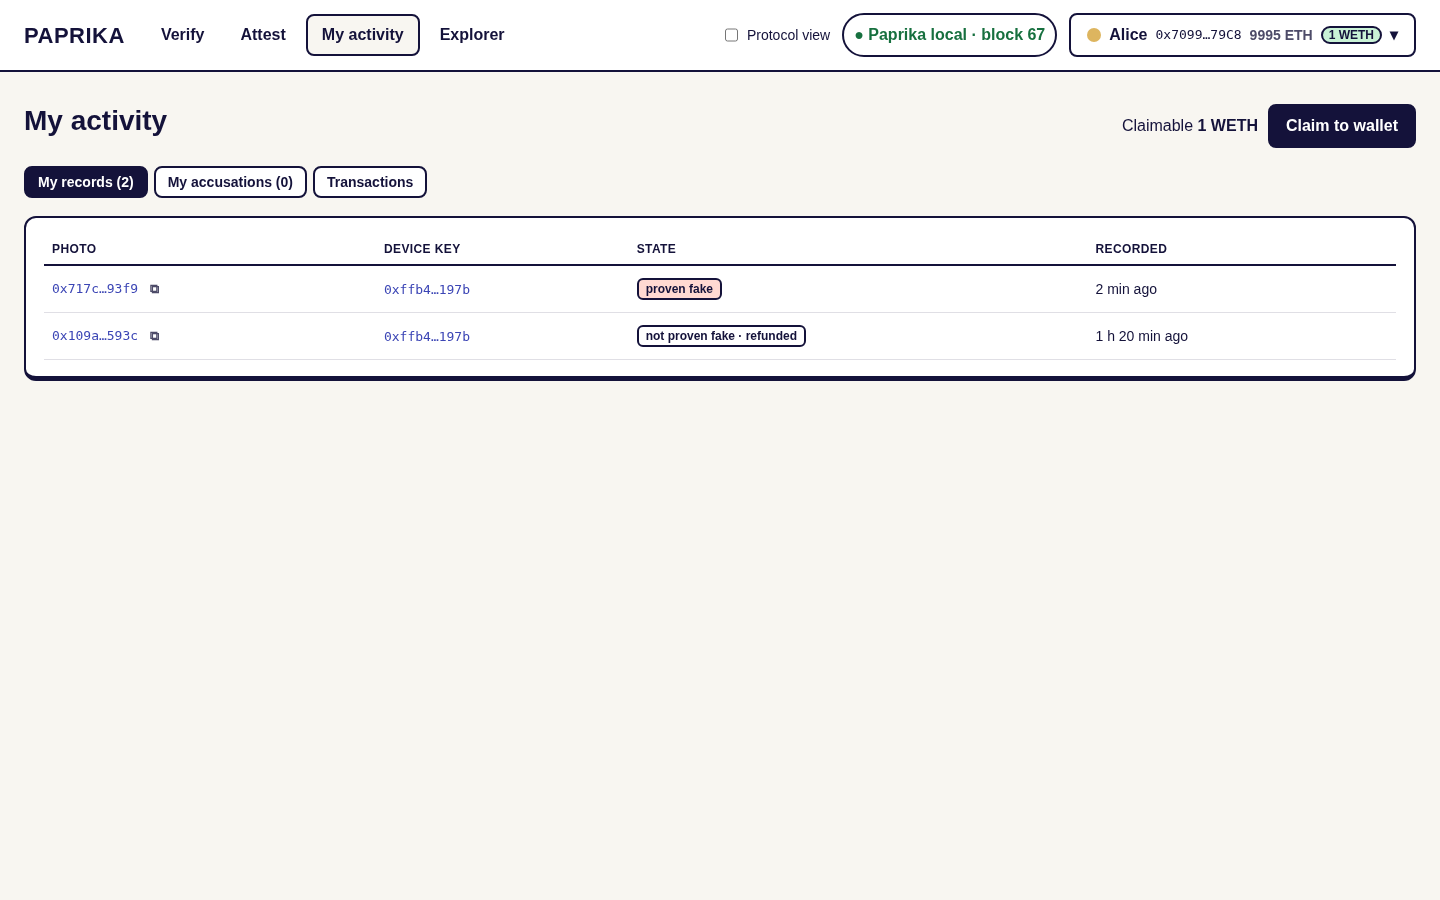 PAPRIKA Verify Attest My activity Explorer Protocol view ● Paprika local · block 67 Alice 0x7099…79C8 9995 ETH 1 WETH ▼
My activity Claimable 1 WETH Claim to wallet
My records (2) My accusations (0) Transactions
PHOTO DEVICE KEY STATE RECORDED
0x717c…93f9 ⧉ 0xffb4…197b proven fake 2 min ago
0x109a…593c ⧉ 0xffb4…197b not proven fake · refunded 1 h 20 min ago